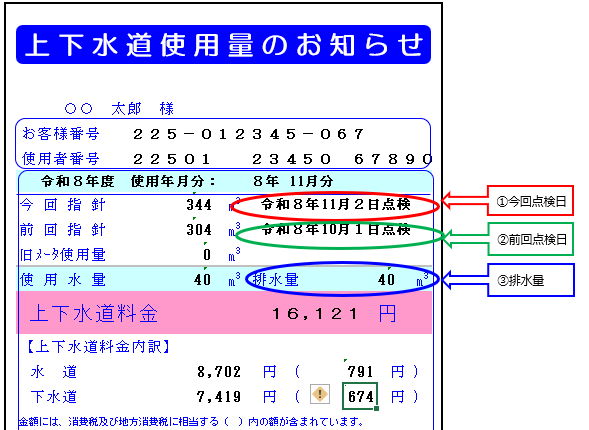 上下水道使用量のお知らせ
○○ 太郎 様
お客様番号 225-012345-067
使用者番号 22501 23450 67890
令和8年度 使用年月分: 8年 11月分
今回指針 344 ㎥ 令和8年11月2日点検 ①今回点検日
前回指針 304 ㎥ 令和8年10月1日点検 ②前回点検日
旧メータ使用量 0 ㎥
使用水量 40 ㎥ 排水量 40 ㎥ ③排水量
上下水道料金 16,121 円
【上下水道料金内訳】
水 道 8,702 円 ( 791 円 )
下水道 7,419 円 ( 674 円 )
金額には、消費税及び地方消費税に相当する( )内の額が含まれています。